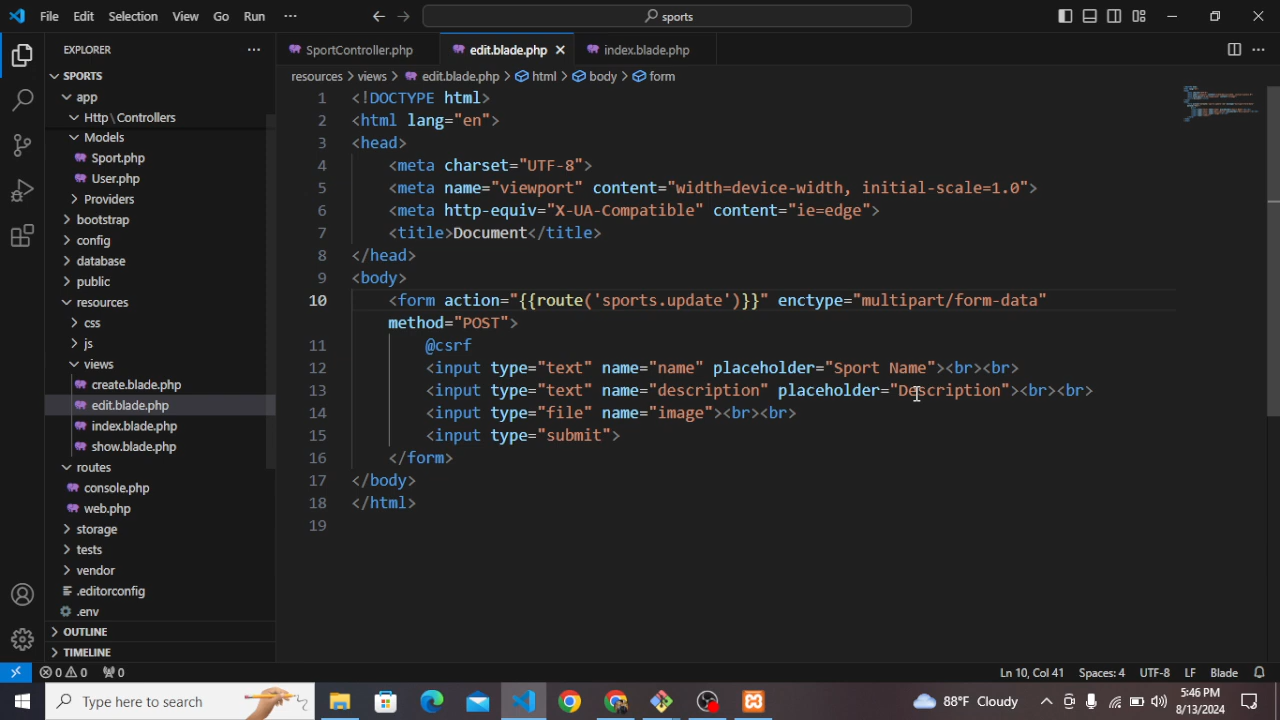 File Edit Selection View Go Run ··· sports
EXPLORER ···
SportController.php edit.blade.php index.blade.php
resources > views > edit.blade.php > html > body > form
SPORTS
app
Http\Controllers
Models
Sport.php
User.php
Providers
bootstrap
config
database
public
resources
css
js
views
create.blade.php
edit.blade.php
index.blade.php
show.blade.php
routes
console.php
web.php
storage
tests
vendor
.editorconfig
.env
OUTLINE
TIMELINE
1 <!DOCTYPE html>
2 <html lang="en">
3 <head>
4 <meta charset="UTF-8">
5 <meta name="viewport" content="width=device-width, initial-scale=1.0">
6 <meta http-equiv="X-UA-Compatible" content="ie=edge">
7 <title>Document</title>
8 </head>
9 <body>
10 <form action="{{route('sports.update')}}" enctype="multipart/form-data"
method="POST">
11 @csrf
12 <input type="text" name="name" placeholder="Sport Name"><br><br>
13 <input type="text" name="description" placeholder="Description"><br><br>
14 <input type="file" name="image"><br><br>
15 <input type="submit">
16 </form>
17 </body>
18 </html>
19
0 0 0 Ln 10, Col 41 Spaces: 4 UTF-8 LF Blade
Type here to search 88°F Cloudy 5:46 PM
8/13/2024